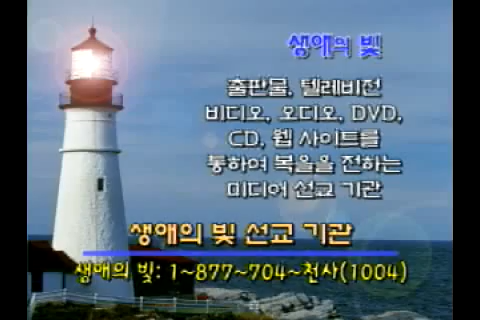 생애의 빛
출판물, 텔레비전
비디오, 오디오, DVD,
CD, 웹 사이트를
통하여 복음을 전하는
미디어 선교 기관
생애의 빛 선교 기관
생애의 빛: 1~877~704~천사(1004)